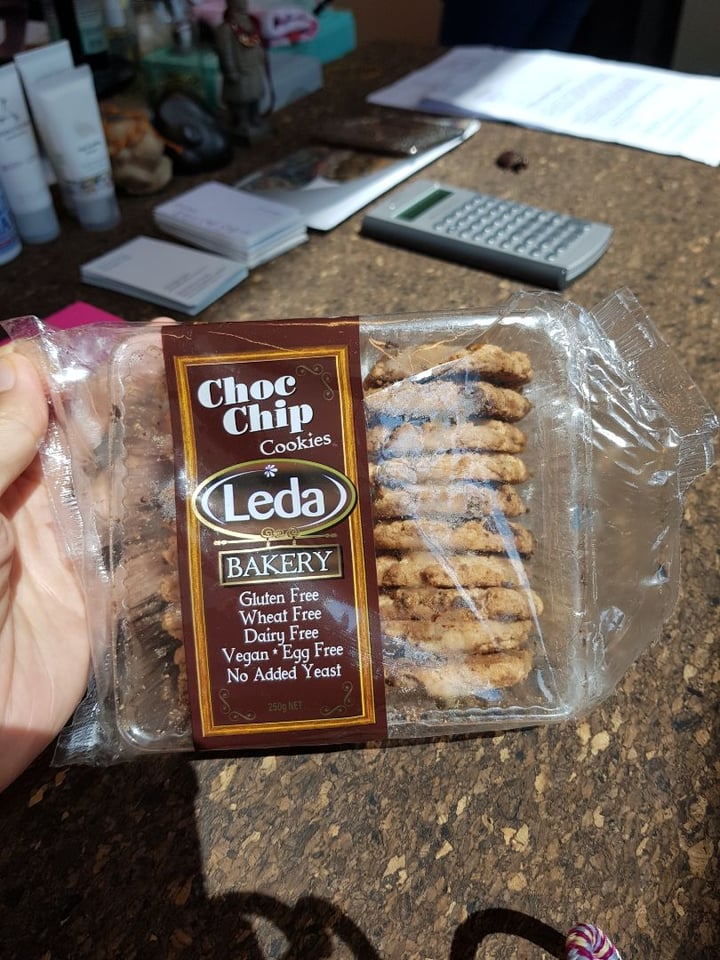 Choc
Chip
Cookies
Leda
BAKERY
Gluten Free
Wheat Free
Dairy Free
Vegan * Egg Free
No Added Yeast
250g NET